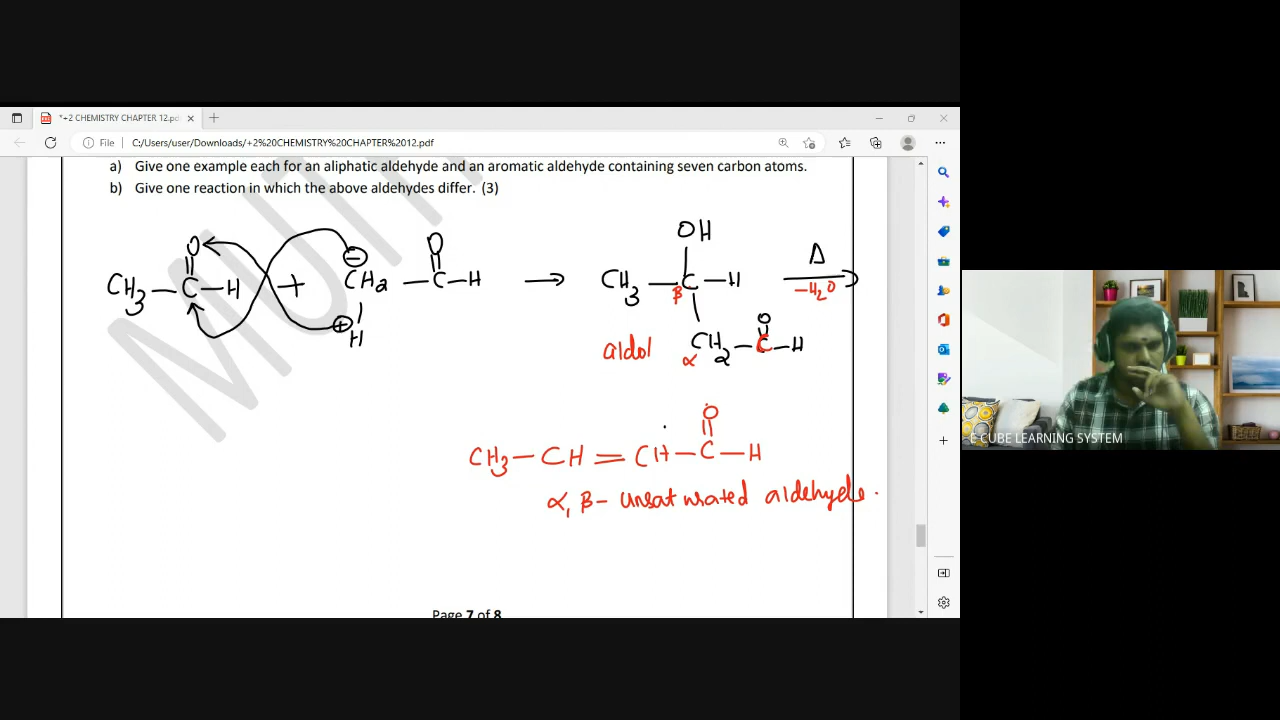 *+2 CHEMISTRY CHAPTER 12.pd
File C:/Users/user/Downloads/+2%20CHEMISTRY%20CHAPTER%2012.pdf
a) Give one example each for an aliphatic aldehyde and an aromatic aldehyde containing seven carbon atoms.
b) Give one reaction in which the above aldehydes differ. (3)
O ⊖ O OH Δ
CH3 — C — H + CH2 — C — H → CH3 — C — H →
β -H2O
⊕ H O
aldol CH2 — C — H
α
O
CH3 — CH = CH — C — H
α, β - unsaturated aldehyde.
E CUBE LEARNING SYSTEM
Page 7 of 8